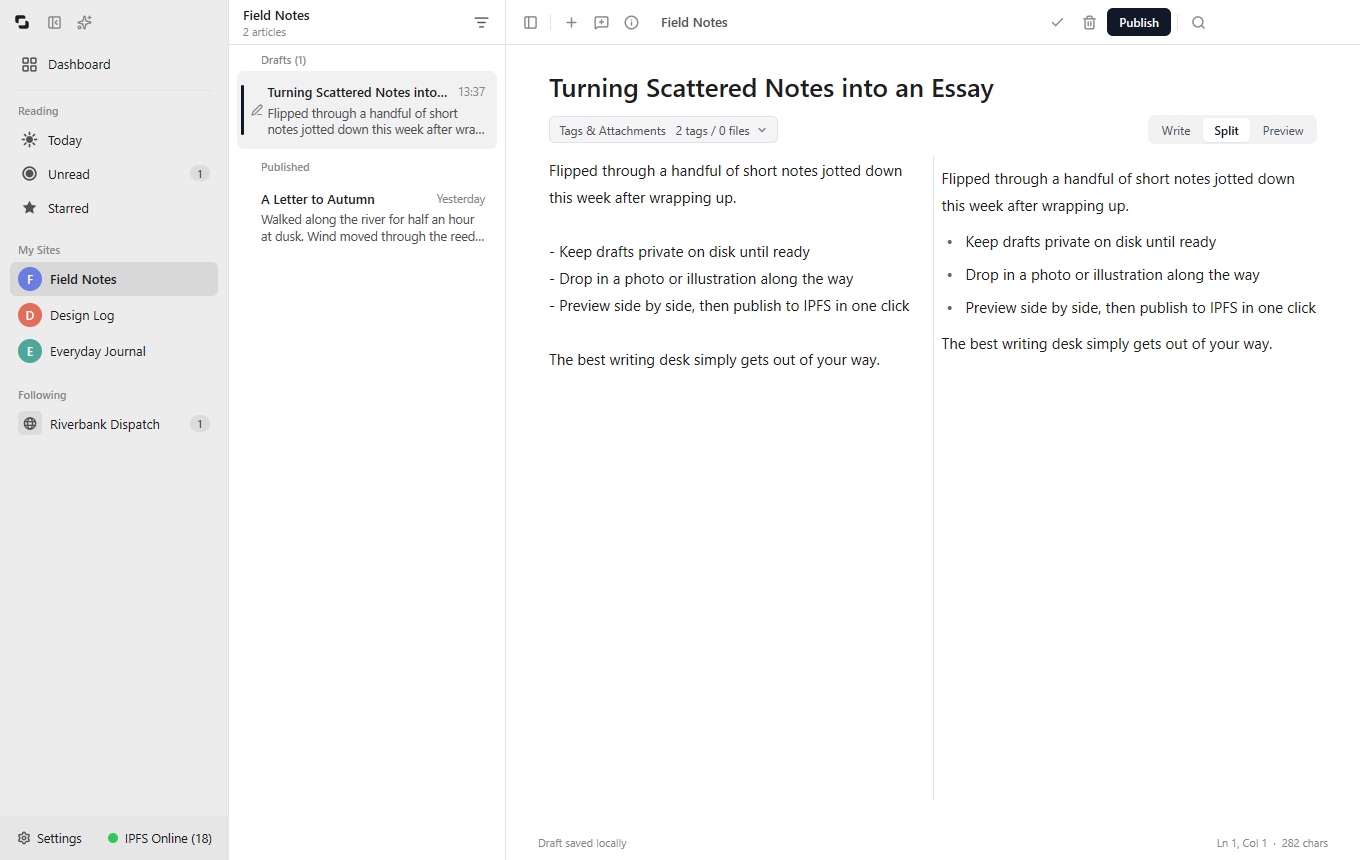 Dashboard
Reading
Today
Unread 1
Starred
My Sites
F Field Notes
D Design Log
E Everyday Journal
Following
Riverbank Dispatch 1
Settings
IPFS Online (18)
Field Notes
2 articles
Drafts (1)
Turning Scattered Notes into... 13:37
Flipped through a handful of short
notes jotted down this week after wra...
Published
A Letter to Autumn Yesterday
Walked along the river for half an hour
at dusk. Wind moved through the reed...
Field Notes
Publish
Turning Scattered Notes into an Essay
Tags & Attachments 2 tags / 0 files
Write Split Preview
Flipped through a handful of short notes jotted down
this week after wrapping up.
- Keep drafts private on disk until ready
- Drop in a photo or illustration along the way
- Preview side by side, then publish to IPFS in one click
The best writing desk simply gets out of your way.
Flipped through a handful of short notes jotted down
this week after wrapping up.
• Keep drafts private on disk until ready
• Drop in a photo or illustration along the way
• Preview side by side, then publish to IPFS in one click
The best writing desk simply gets out of your way.
Draft saved locally
Ln 1, Col 1 · 282 chars